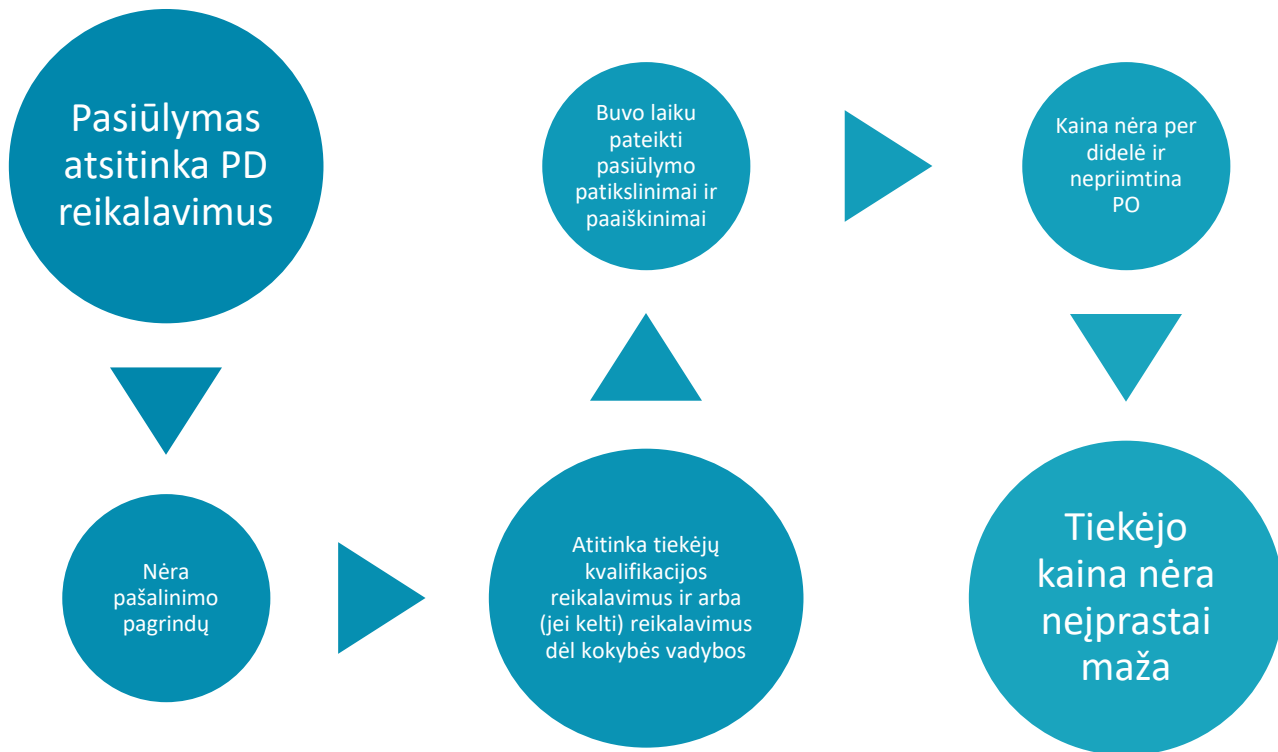 Pasiūlymas
atsitinka PD
reikalavimus
Nėra
pašalinimo
pagrindų
Atitinka tiekėjų
kvalifikacijos
reikalavimus ir arba
(jei kelti) reikalavimus
dėl kokybės vadybos
Buvo laiku
pateikti
pasiūlymo
patikslinimai ir
paaiškinimai
Kaina nėra per
didelė ir
nepriimtina
PO
Tiekėjo
kaina nėra
neįprastai
maža